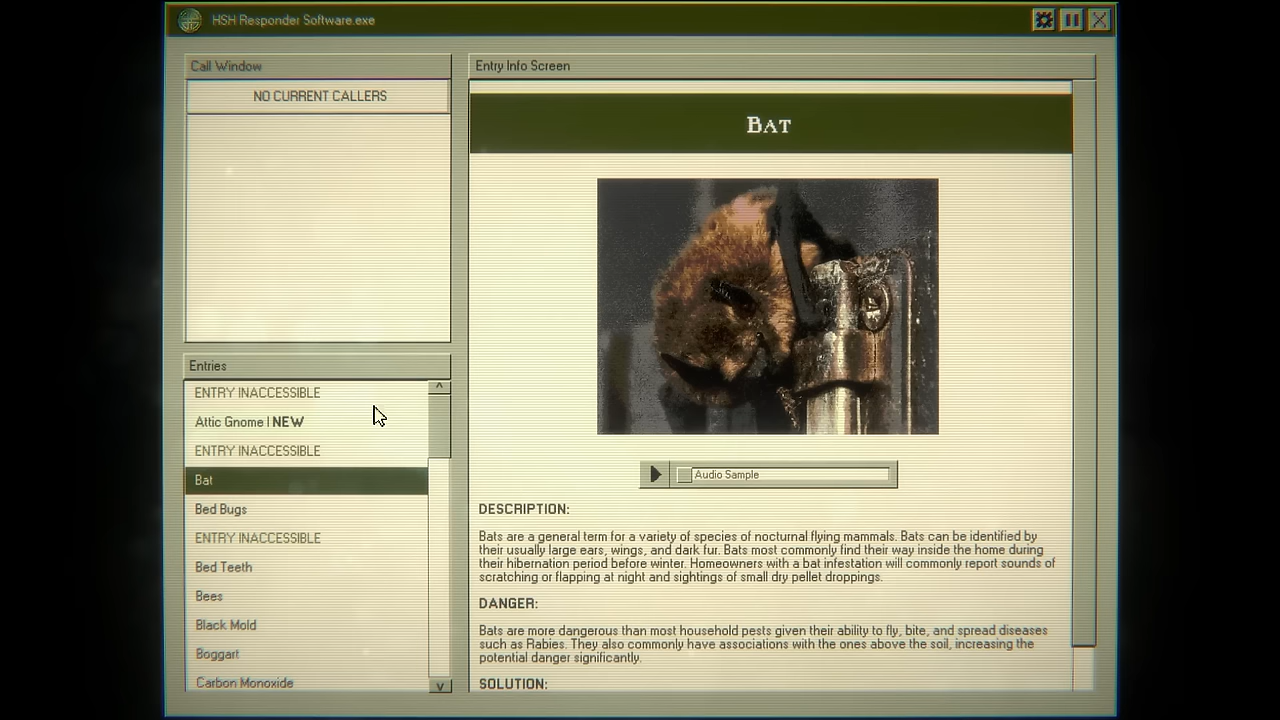 HSH Responder Software.exe
Call Window
NO CURRENT CALLERS
Entries
ENTRY INACCESSIBLE
Attic Gnome | NEW
ENTRY INACCESSIBLE
Bat
Bed Bugs
ENTRY INACCESSIBLE
Bed Teeth
Bees
Black Mold
Boggart
Carbon Monoxide
Entry Info Screen
BAT
Audio Sample
DESCRIPTION:
Bats are a general term for a variety of species of nocturnal flying mammals. Bats can be identified by
their usually large ears, wings, and dark fur. Bats most commonly find their way inside the home during
their hibernation period before winter. Homeowners with a bat infestation will commonly report sounds of
scratching or flapping at night and sightings of small dry pellet droppings.
DANGER:
Bats are more dangerous than most household pests given their ability to fly, bite, and spread diseases
such as Rabies. They also commonly have associations with the ones above the soil, increasing the
potential danger significantly.
SOLUTION: